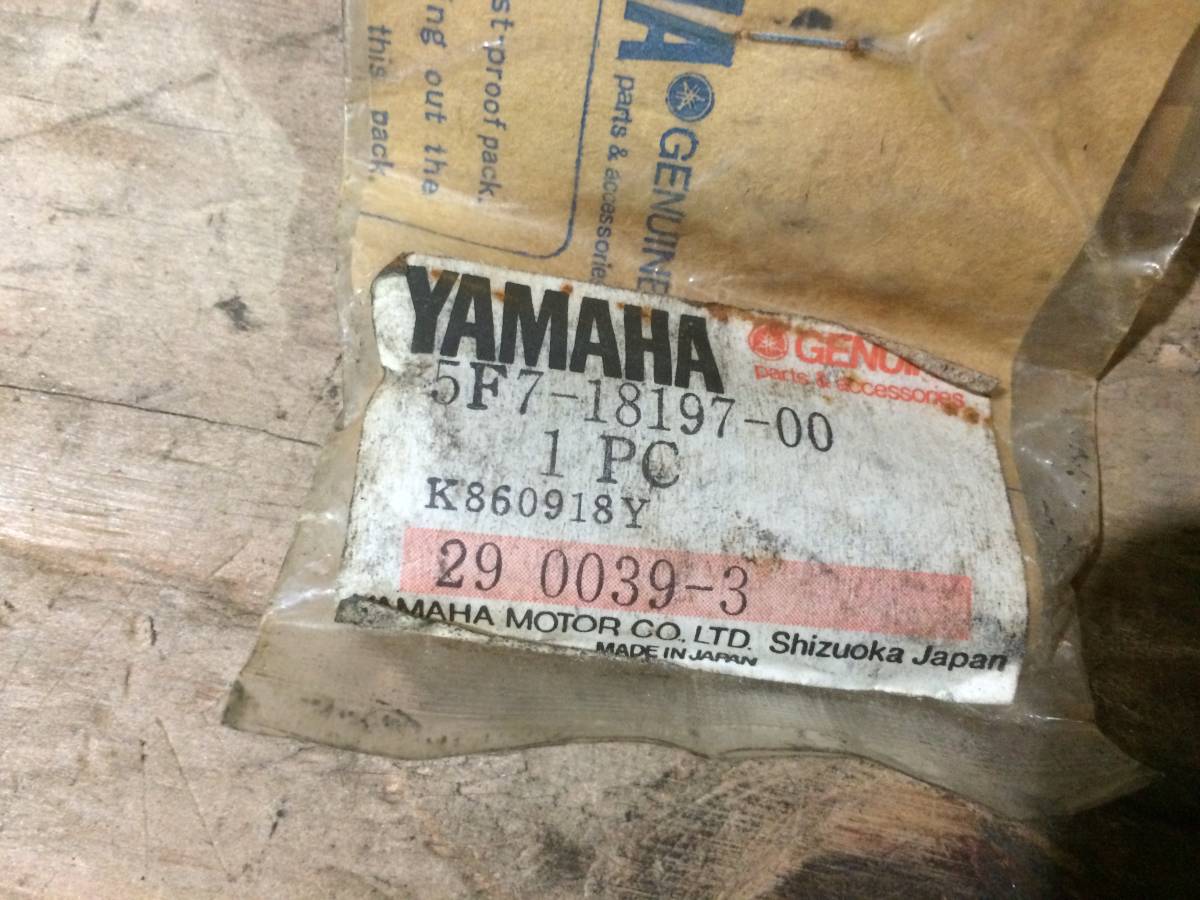 st-proof pack.
ng out the
this pack
A GENUINE
parts & accessorie
YAMAHA
GENUI
parts & accessories
5F7-18197-00
1 PC
K860918Y
29 0039-3
YAMAHA MOTOR CO., LTD. Shizuoka Japan
MADE IN JAPAN